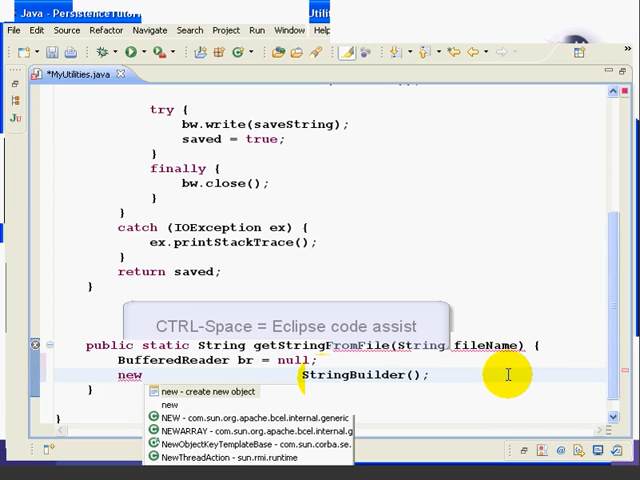 Java - PersistenceTutor
Utili
File Edit Source Refactor Navigate Search Project Run Window Help
*MyUtilities.java
try {
bw.write(saveString);
saved = true;
}
finally {
bw.close();
}
}
catch (IOException ex) {
ex.printStackTrace();
}
return saved;
}
CTRL-Space = Eclipse code assist
public static String getStringFromFile(String fileName) {
BufferedReader br = null;
new StringBuilder();
}
}
new - create new object
new
NEW - com.sun.org.apache.bcel.internal.generic
NEWARRAY - com.sun.org.apache.bcel.internal.g
NewObjectKeyTemplateBase - com.sun.corba.se.
NewThreadAction - sun.rmi.runtime